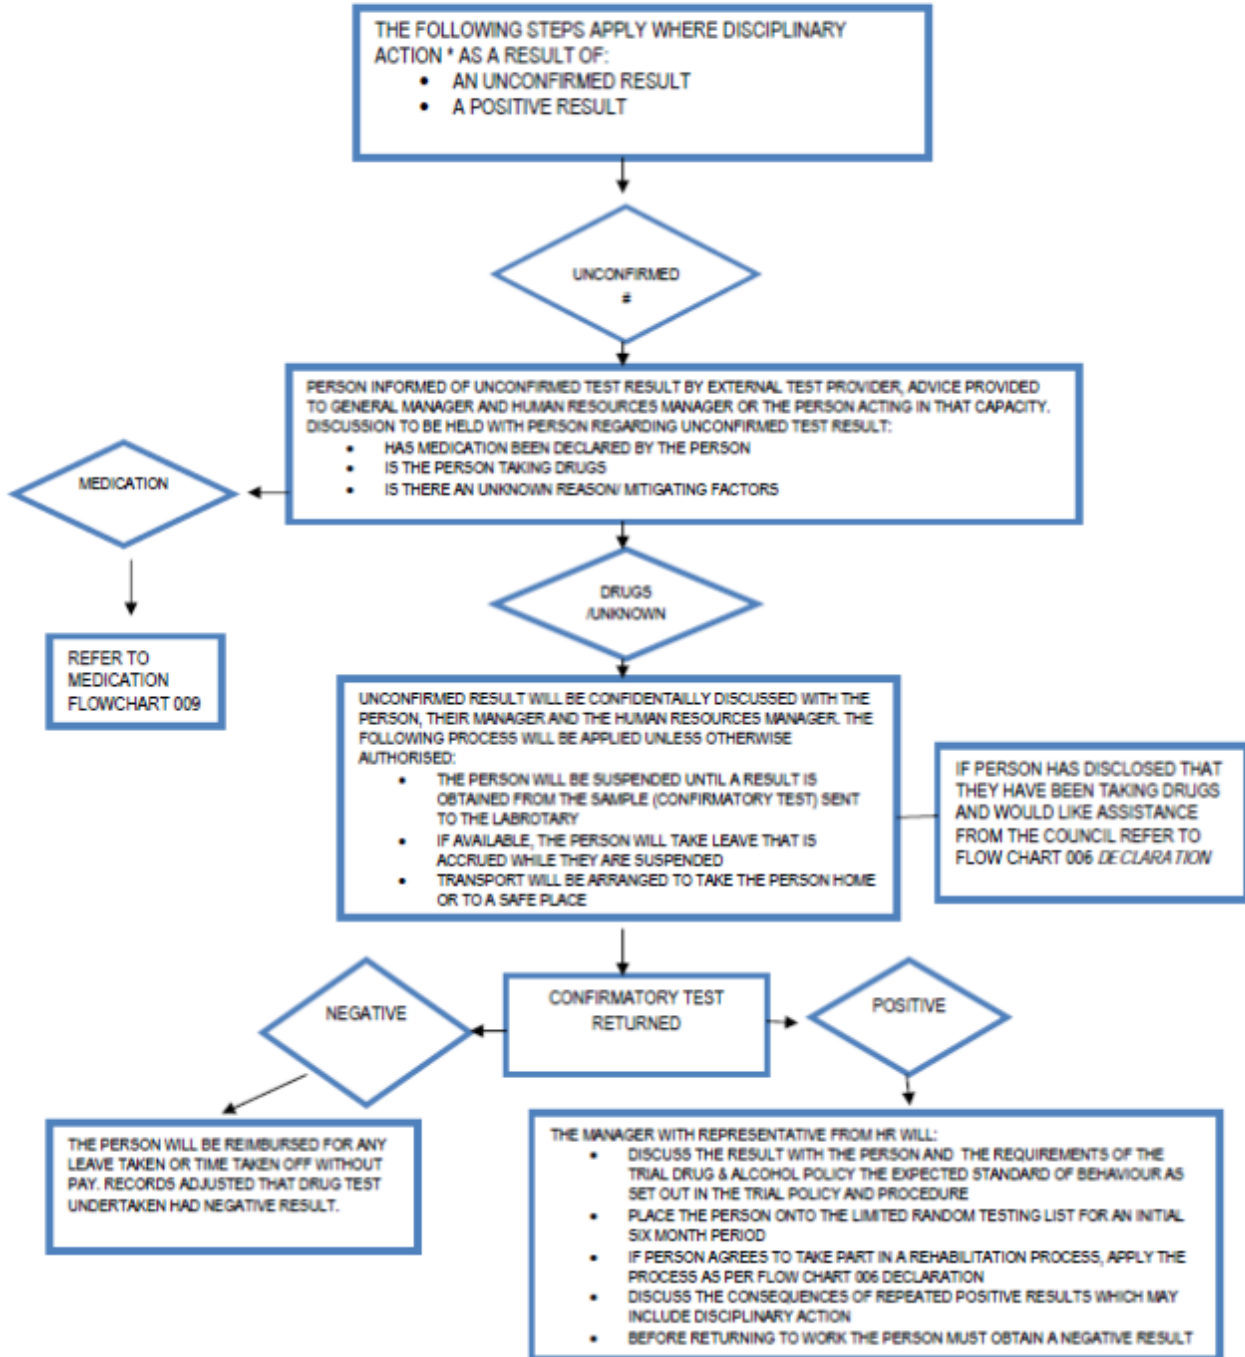 THE FOLLOWING STEPS APPLY WHERE DISCIPLINARY
ACTION * AS A RESULT OF:
• AN UNCONFIRMED RESULT
• A POSITIVE RESULT
UNCONFIRMED
#
PERSON INFORMED OF UNCONFIRMED TEST RESULT BY EXTERNAL TEST PROVIDER, ADVICE PROVIDED
TO GENERAL MANAGER AND HUMAN RESOURCES MANAGER OR THE PERSON ACTING IN THAT CAPACITY.
DISCUSSION TO BE HELD WITH PERSON REGARDING UNCONFIRMED TEST RESULT:
• HAS MEDICATION BEEN DECLARED BY THE PERSON
• IS THE PERSON TAKING DRUGS
• IS THERE AN UNKNOWN REASON/ MITIGATING FACTORS
MEDICATION
REFER TO
MEDICATION
FLOWCHART 009
DRUGS
/UNKNOWN
UNCONFIRMED RESULT WILL BE CONFIDENTAILLY DISCUSSED WITH THE
PERSON, THEIR MANAGER AND THE HUMAN RESOURCES MANAGER. THE
FOLLOWING PROCESS WILL BE APPLIED UNLESS OTHERWISE
AUTHORISED:
• THE PERSON WILL BE SUSPENDED UNTIL A RESULT IS
OBTAINED FROM THE SAMPLE (CONFIRMATORY TEST) SENT
TO THE LABROTARY
• IF AVAILABLE, THE PERSON WILL TAKE LEAVE THAT IS
ACCRUED WHILE THEY ARE SUSPENDED
• TRANSPORT WILL BE ARRANGED TO TAKE THE PERSON HOME
OR TO A SAFE PLACE
IF PERSON HAS DISCLOSED THAT
THEY HAVE BEEN TAKING DRUGS
AND WOULD LIKE ASSISTANCE
FROM THE COUNCIL REFER TO
FLOW CHART 006 DECLARATION
CONFIRMATORY TEST
RETURNED
NEGATIVE
POSITIVE
THE PERSON WILL BE REIMBURSED FOR ANY
LEAVE TAKEN OR TIME TAKEN OFF WITHOUT
PAY. RECORDS ADJUSTED THAT DRUG TEST
UNDERTAKEN HAD NEGATIVE RESULT.
THE MANAGER WITH REPRESENTATIVE FROM HR WILL:
• DISCUSS THE RESULT WITH THE PERSON AND THE REQUIREMENTS OF THE
TRIAL DRUG & ALCOHOL POLICY THE EXPECTED STANDARD OF BEHAVIOUR AS
SET OUT IN THE TRIAL POLICY AND PROCEDURE
• PLACE THE PERSON ONTO THE LIMITED RANDOM TESTING LIST FOR AN INITIAL
SIX MONTH PERIOD
• IF PERSON AGREES TO TAKE PART IN A REHABILITATION PROCESS, APPLY THE
PROCESS AS PER FLOW CHART 006 DECLARATION
• DISCUSS THE CONSEQUENCES OF REPEATED POSITIVE RESULTS WHICH MAY
INCLUDE DISCIPLINARY ACTION
• BEFORE RETURNING TO WORK THE PERSON MUST OBTAIN A NEGATIVE RESULT